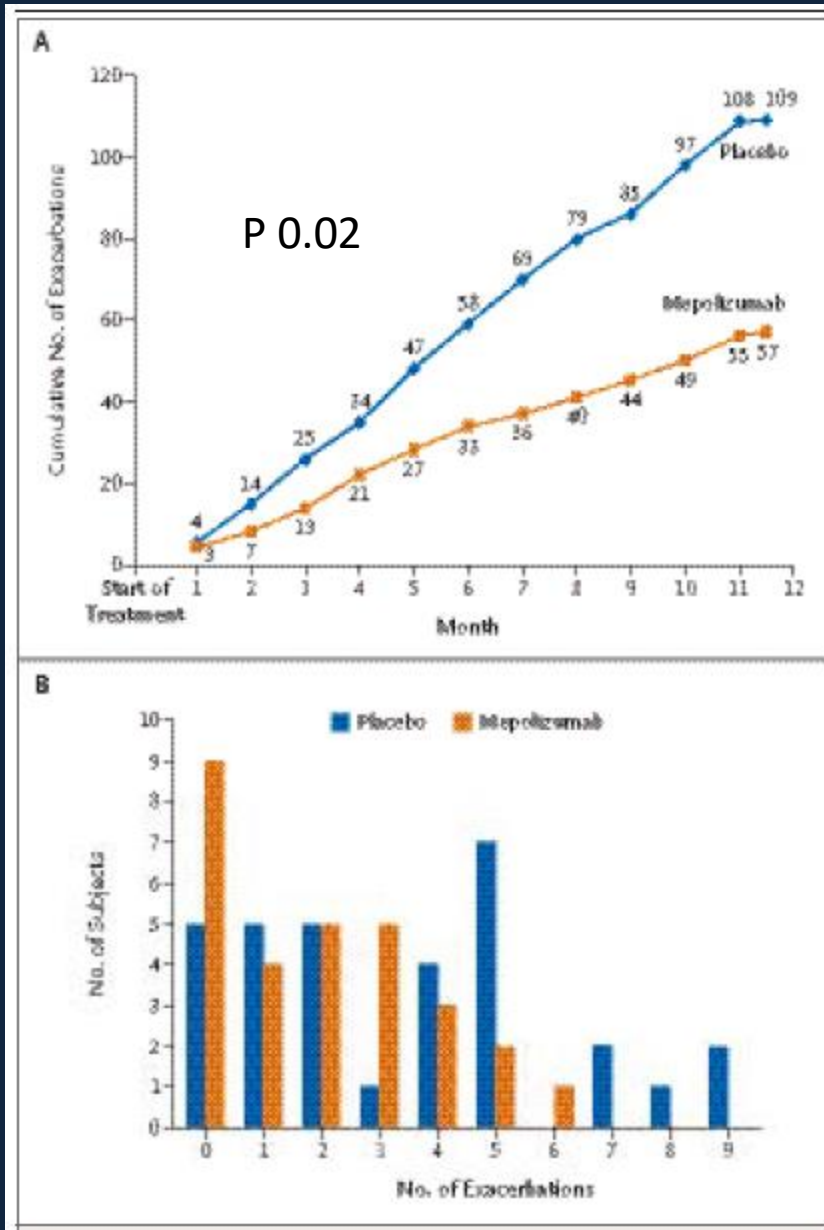 A
120
100
80
60
40
20
0
Cumulative No. of Exacerbations
P 0.02
4 14 25 34 47 58 69 79 85 97 108 109
Placebo
Mepolizumab
3 7 13 21 27 33 36 40 44 49 55 57
Start of Treatment
1 2 3 4 5 6 7 8 9 10 11 12
Month
B
Placebo Mepolizumab
10
9
8
7
6
5
4
3
2
1
0
No. of Subjects
0 1 2 3 4 5 6 7 8 9
No. of Exacerbations